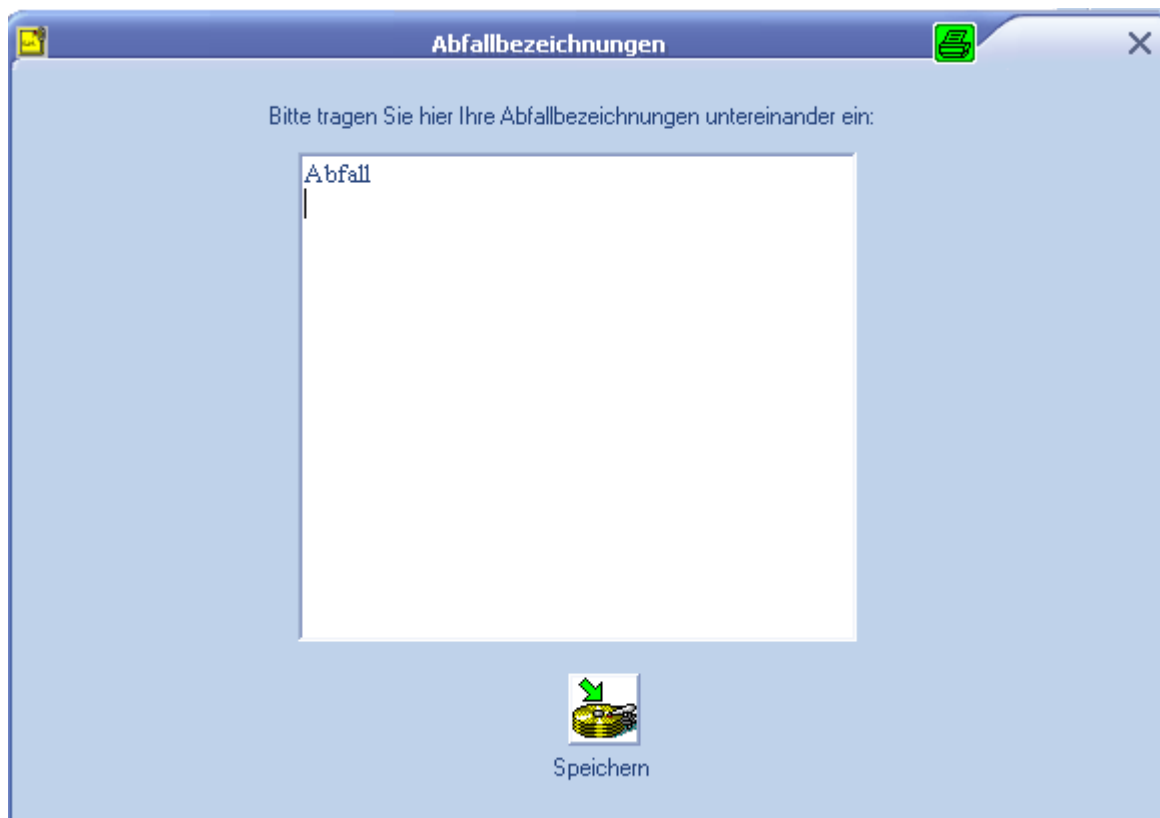 Abfallbezeichnungen
Bitte tragen Sie hier Ihre Abfallbezeichnungen untereinander ein:
Abfall
Speichern